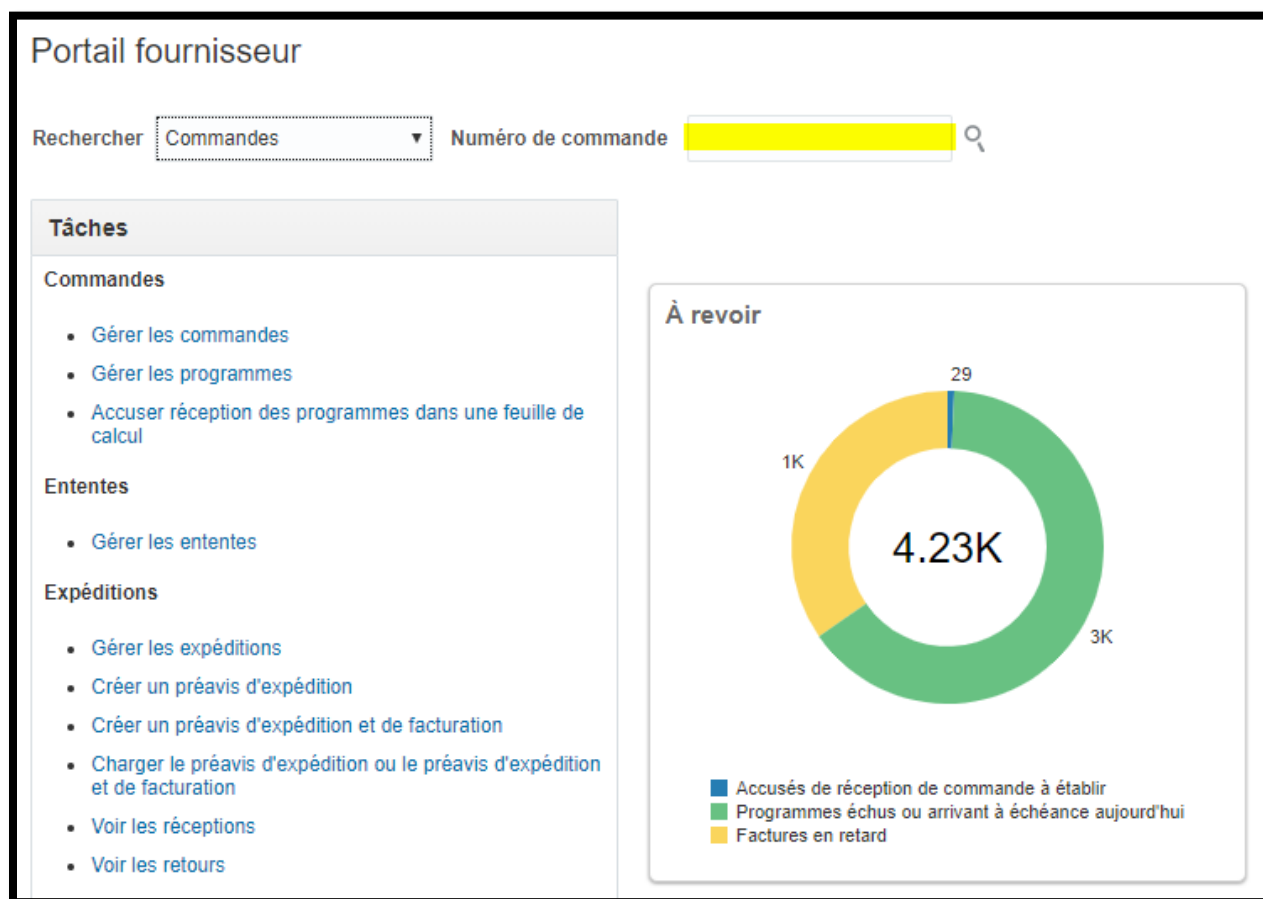 Portail fournisseur
Rechercher Commandes Numéro de commande
Tâches
Commandes
Gérer les commandes
Gérer les programmes
Accuser réception des programmes dans une feuille de
calcul
Ententes
Gérer les ententes
Expéditions
Gérer les expéditions
Créer un préavis d'expédition
Créer un préavis d'expédition et de facturation
Charger le préavis d'expédition ou le préavis d'expédition
et de facturation
Voir les réceptions
Voir les retours
À revoir
29
1K
4.23K
3K
Accusés de réception de commande à établir
Programmes échus ou arrivant à échéance aujourd'hui
Factures en retard